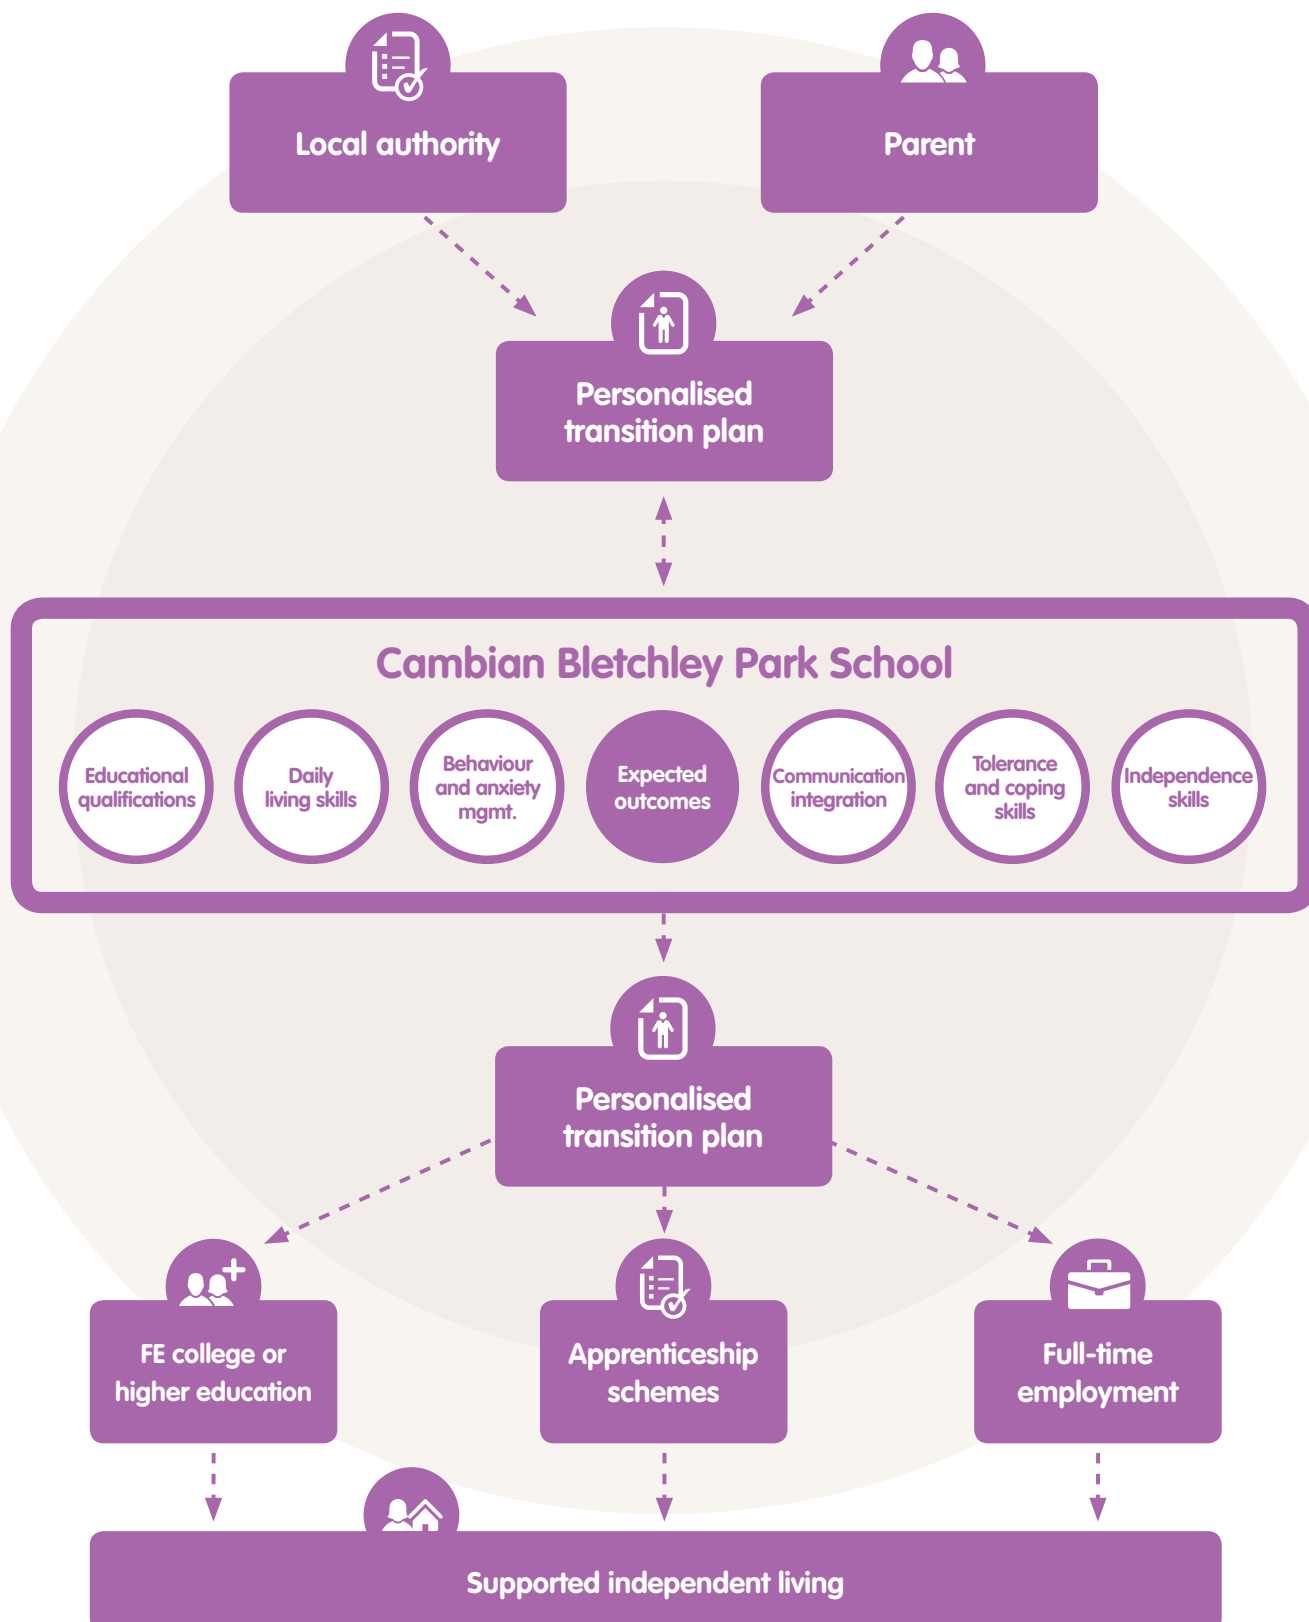 Local authority
Parent
Personalised
transition plan
Cambian Bletchley Park School
Educational
qualifications
Daily
living skills
Behaviour
and anxiety
mgmt.
Expected
outcomes
Communication
integration
Tolerance
and coping
skills
Independence
skills
Personalised
transition plan
FE college or
higher education
Apprenticeship
schemes
Full-time
employment
Supported independent living